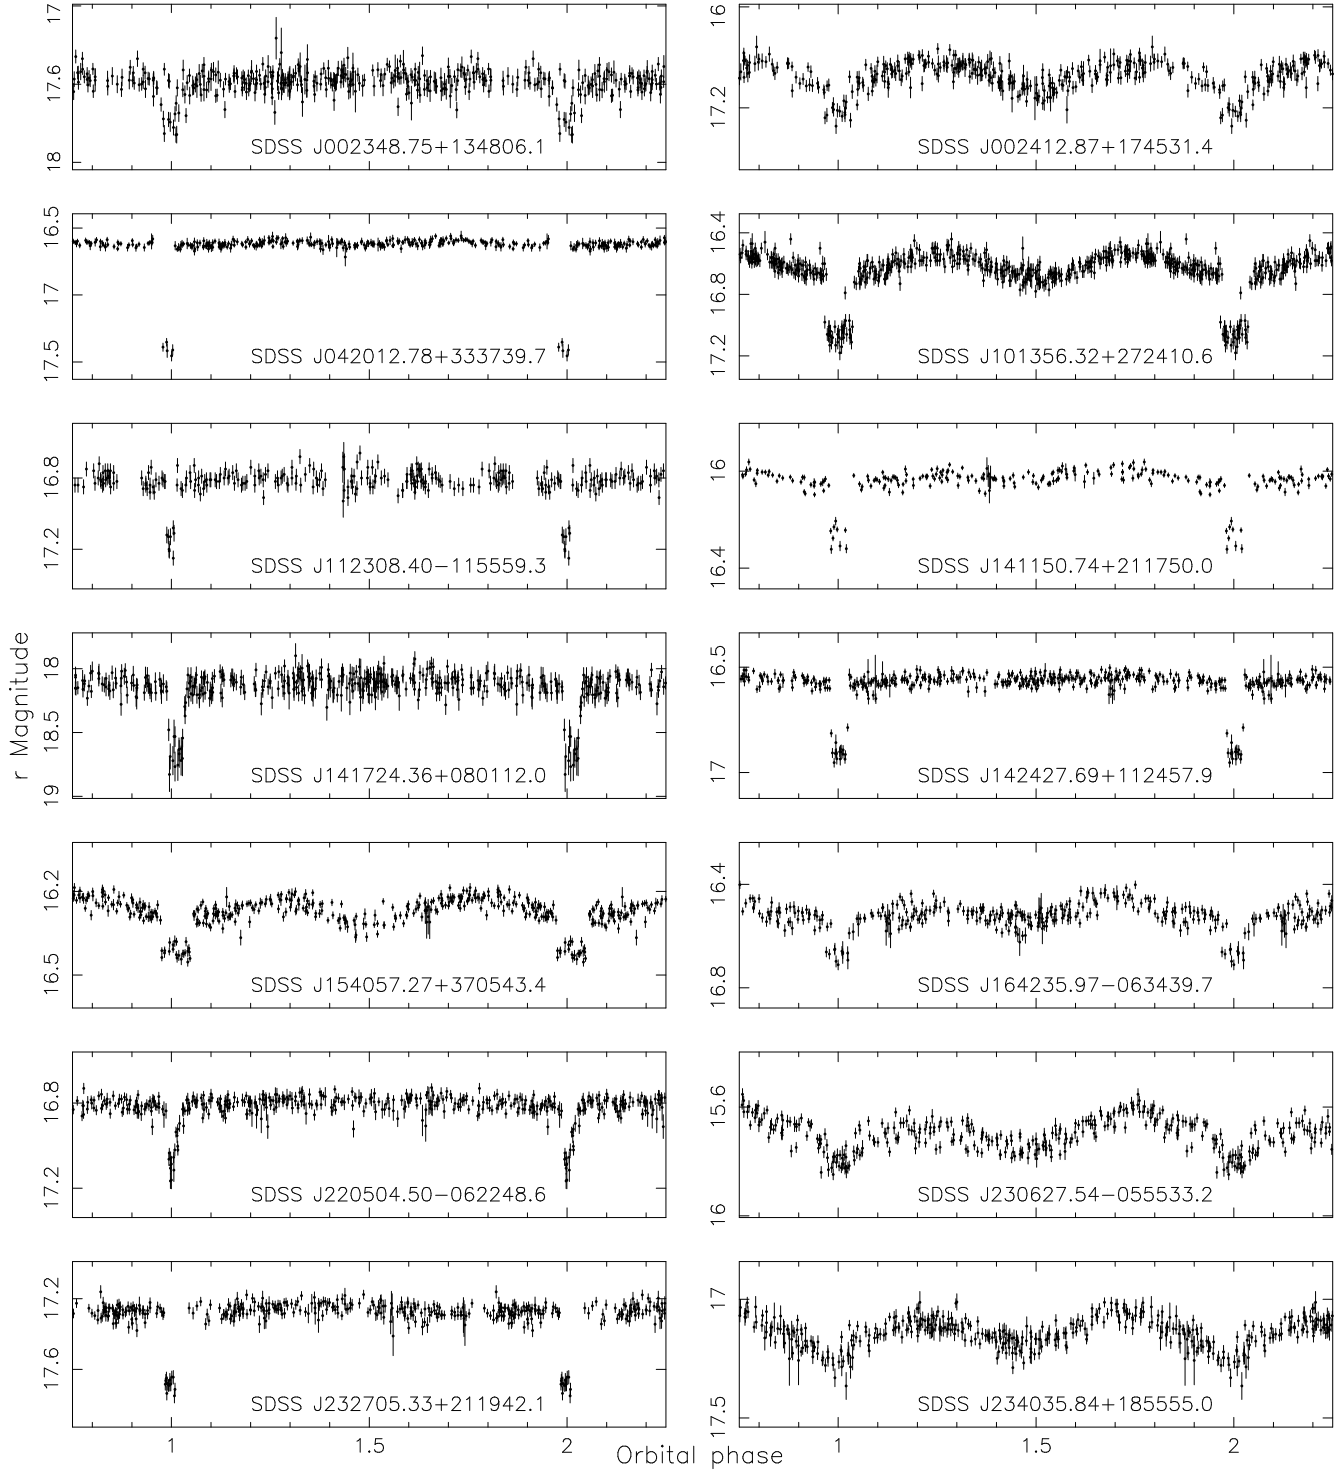 17
17.6
18
SDSS J002348.75+134806.1
16
17.2
SDSS J002412.87+174531.4
16.5
17
17.5
SDSS J042012.78+333739.7
16.4
16.8
17.2
SDSS J101356.32+272410.6
16.8
17.2
SDSS J112308.40−115559.3
16
16.4
SDSS J141150.74+211750.0
18
18.5
19
SDSS J141724.36+080112.0
16.5
17
SDSS J142427.69+112457.9
r Magnitude
16.2
16.5
SDSS J154057.27+370543.4
16.4
16.8
SDSS J164235.97−063439.7
16.8
17.2
SDSS J220504.50−062248.6
15.6
16
SDSS J230627.54−055533.2
17.2
17.6
SDSS J232705.33+211942.1
17
17.5
SDSS J234035.84+185555.0
1 1.5 2
1 1.5 2
Orbital phase